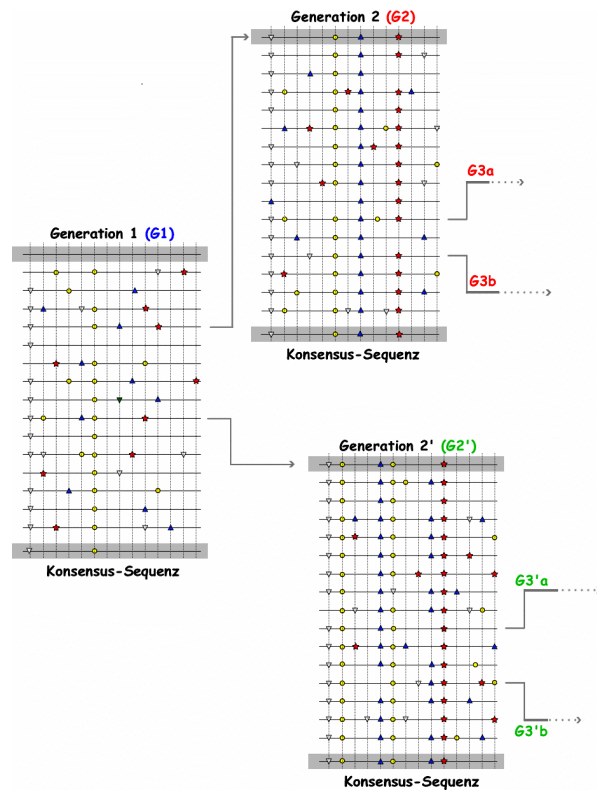 Generation 2 (G2)
G3a
Generation 1 (G1)
G3b
Konsensus-Sequenz
Generation 2' (G2')
Konsensus-Sequenz
G3'a
G3'b
Konsensus-Sequenz